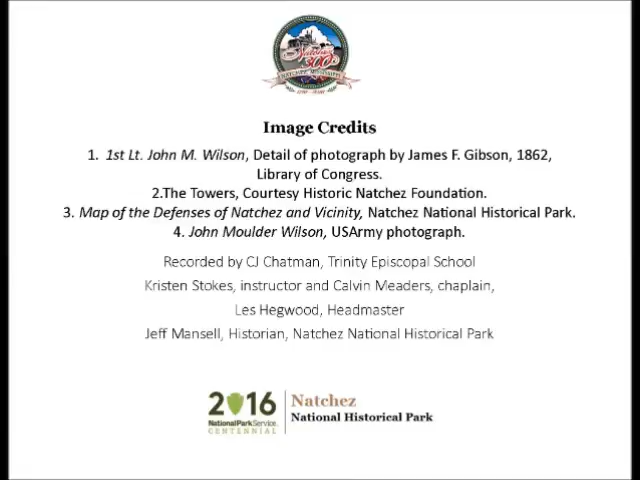 Natchez
300
NATCHEZ, MISSISSIPPI
Image Credits
1. 1st Lt. John M. Wilson, Detail of photograph by James F. Gibson, 1862,
Library of Congress.
2.The Towers, Courtesy Historic Natchez Foundation.
3. Map of the Defenses of Natchez and Vicinity, Natchez National Historical Park.
4. John Moulder Wilson, USArmy photograph.
Recorded by CJ Chatman, Trinity Episcopal School
Kristen Stokes, instructor and Calvin Meaders, chaplain,
Les Hegwood, Headmaster
Jeff Mansell, Historian, Natchez National Historical Park
2016
National Park Service
CENTENNIAL
Natchez
National Historical Park